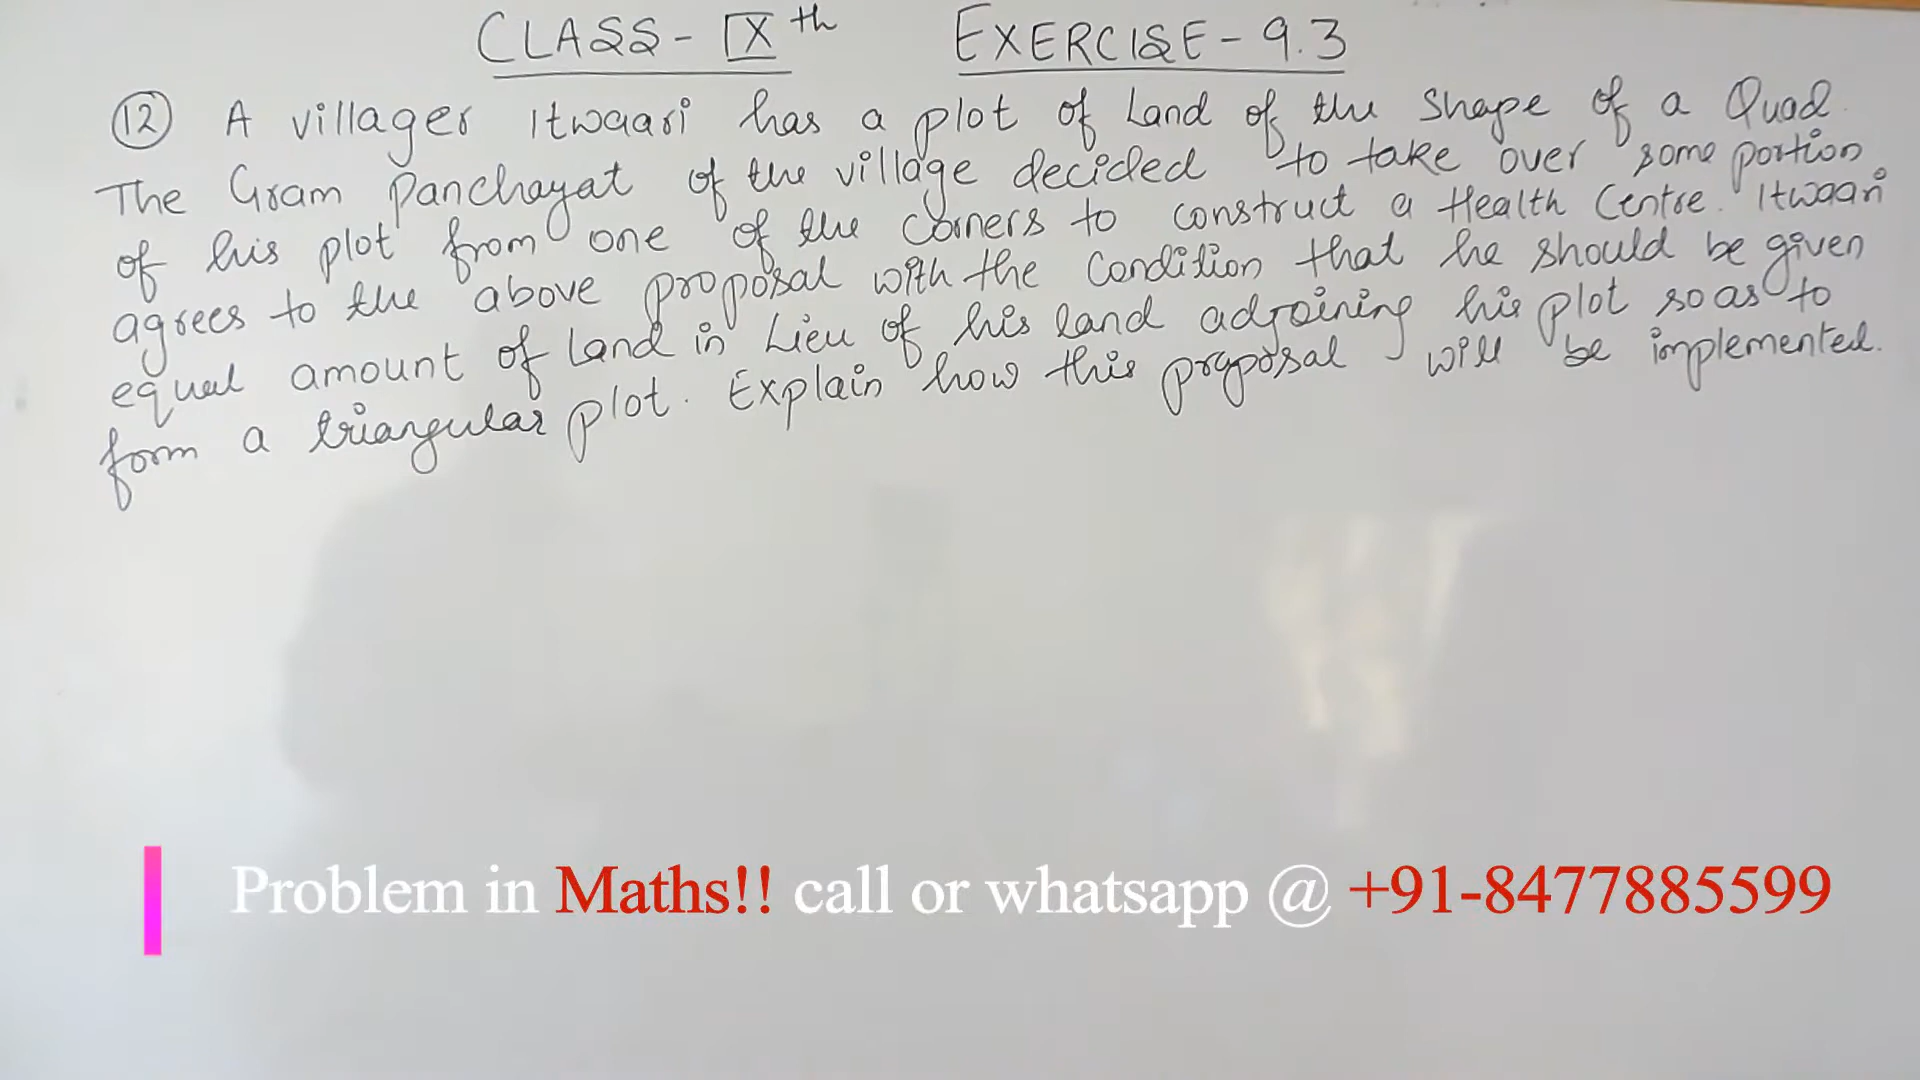 CLASS - IXth EXERCISE - 9.3
(12) A villager Itwaari has a plot of Land of the shape of a Quad.
The Gram Panchayat of the village decided to take over some portion
of his plot from one of the corners to construct a Health Centre. Itwaari
agrees to the above proposal with the Condition that he should be given
equal amount of Land in Lieu of his land adjoining his plot so as to
form a triangular plot. Explain how this proposal will be implemented.
Problem in Maths!! call or whatsapp @ +91-8477885599